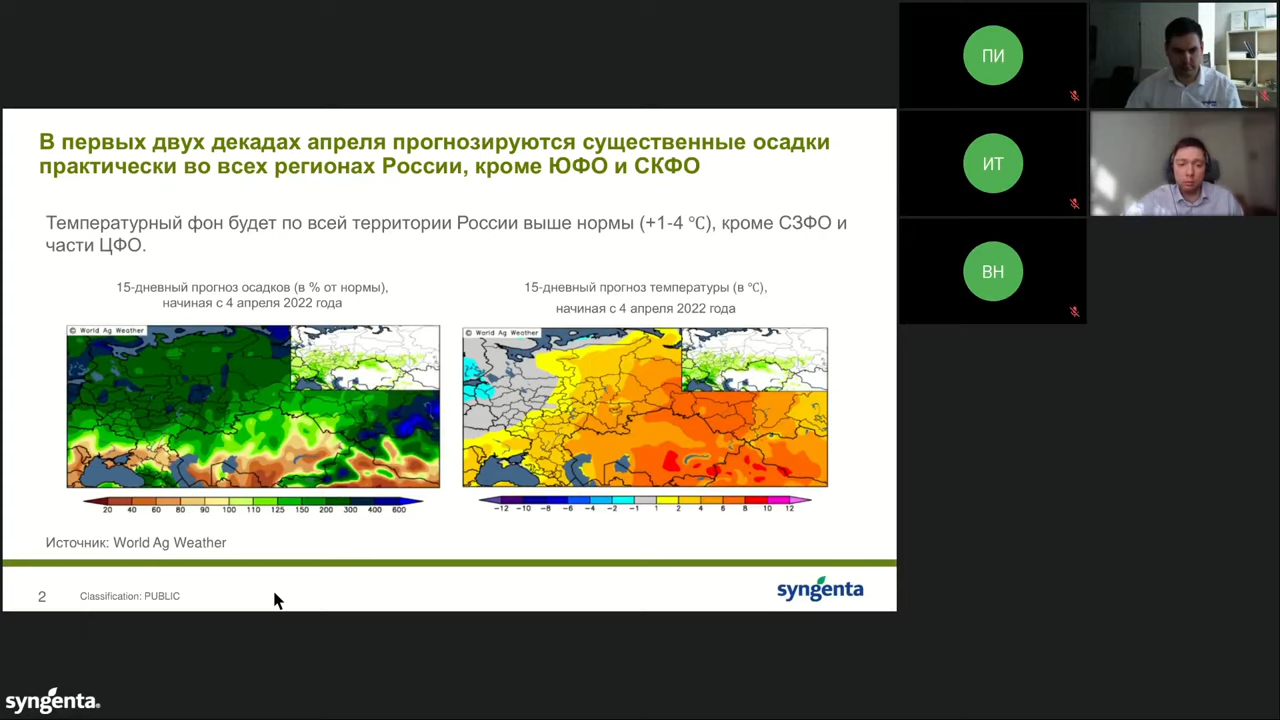 В первых двух декадах апреля прогнозируются существенные осадки
практически во всех регионах России, кроме ЮФО и СКФО
Температурный фон будет по всей территории России выше нормы (+1-4 ℃), кроме СЗФО и
части ЦФО.
15-дневный прогноз осадков (в % от нормы),
начиная с 4 апреля 2022 года
15-дневный прогноз температуры (в ℃),
начиная с 4 апреля 2022 года
© World Ag Weather
© World Ag Weather
20 40 60 80 90 100 110 125 150 200 300 400 600
-12 -10 -8 -6 -4 -2 -1 1 2 4 6 8 10 12
Источник: World Ag Weather
2
Classification: PUBLIC
syngenta
ПИ
ИТ
ВН
syngenta®